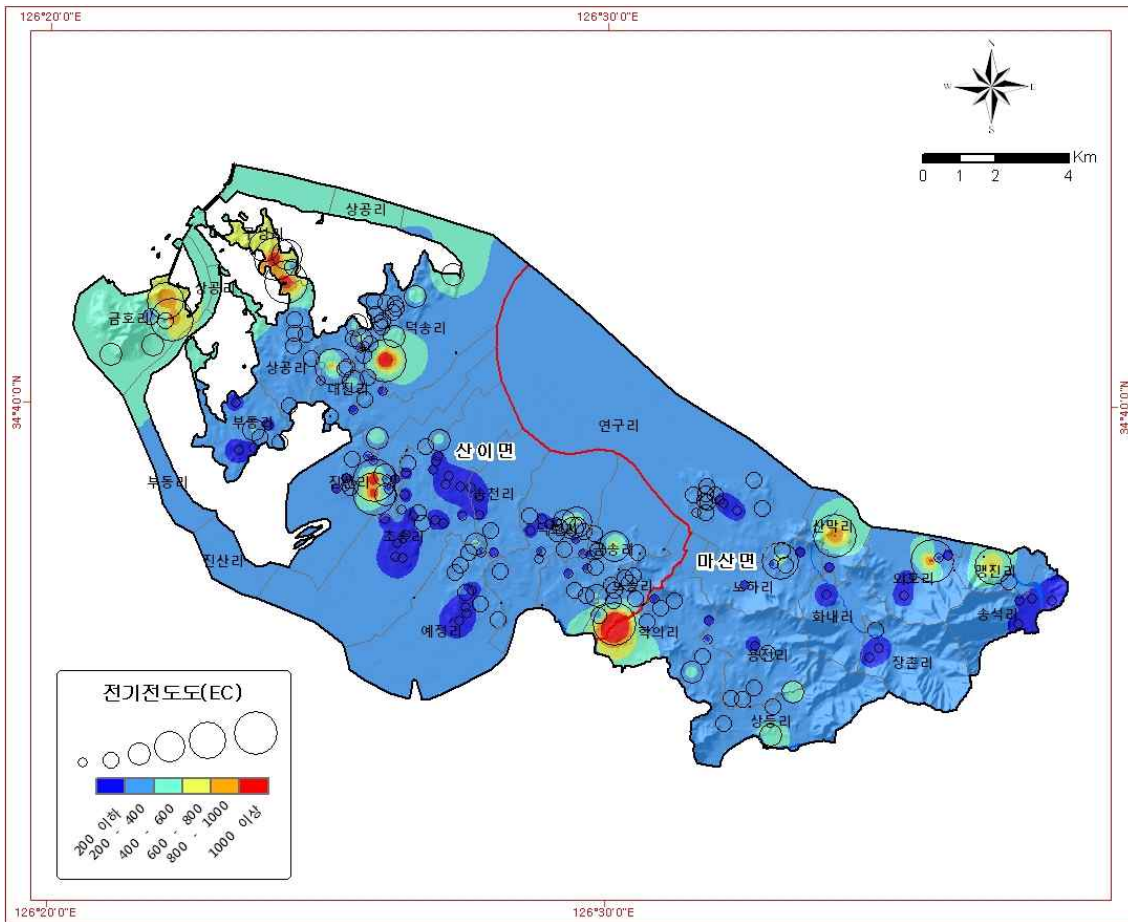 126°20'0"E
126°30'0"E
N
W
E
S
Km
0 1 2 4
상공리
상공리
금호리
덕송리
상공리
대진리
34°40'0"N
34°40'0"N
부동리
연구리
산이면
부동리
송천리
초송리
산막리
진산리
금송리
마산면
맹진리
노하리
외호리
화내리
송석리
예정리
학의리
용전리
장촌리
상등리
전기전도도(EC)
200 이하
200 - 400
400 - 600
600 - 800
800 - 1000
1000 이상
126°20'0"E
126°30'0"E